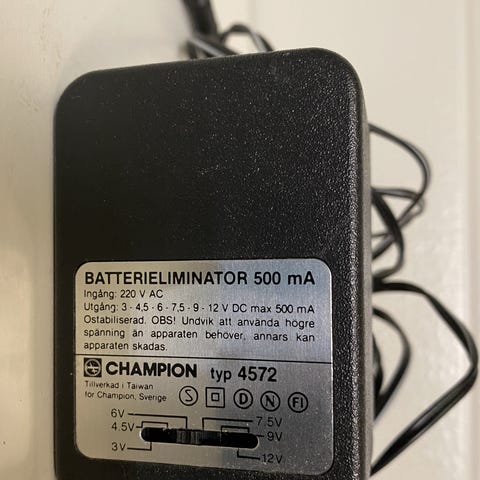 BATTERIELIMINATOR 500 mA
Ingång: 220 V AC
Utgång: 3 - 4,5 - 6 - 7,5 - 9 - 12 V DC max 500 mA
Ostabiliserad. OBS! Undvik att använda högre
spänning än apparaten behöver, annars kan
apparaten skadas.
CHAMPION typ 4572
Tillverkad i Taiwan
för Champion, Sverige
S D N FI
6V 7.5V
4.5V 9V
3V 12V